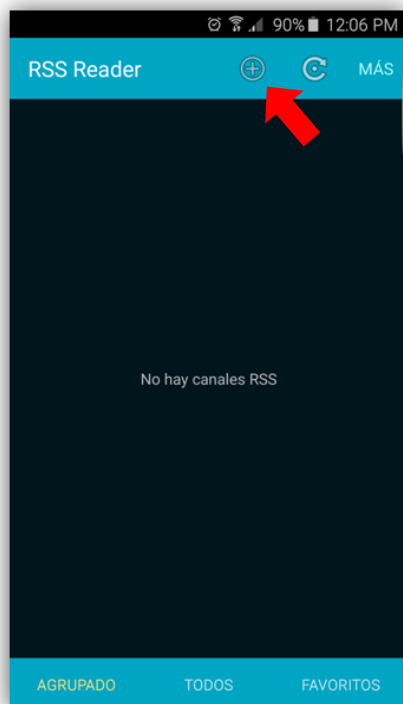 90% 12:06 PM
RSS Reader MÁS
No hay canales RSS
AGRUPADO TODOS FAVORITOS